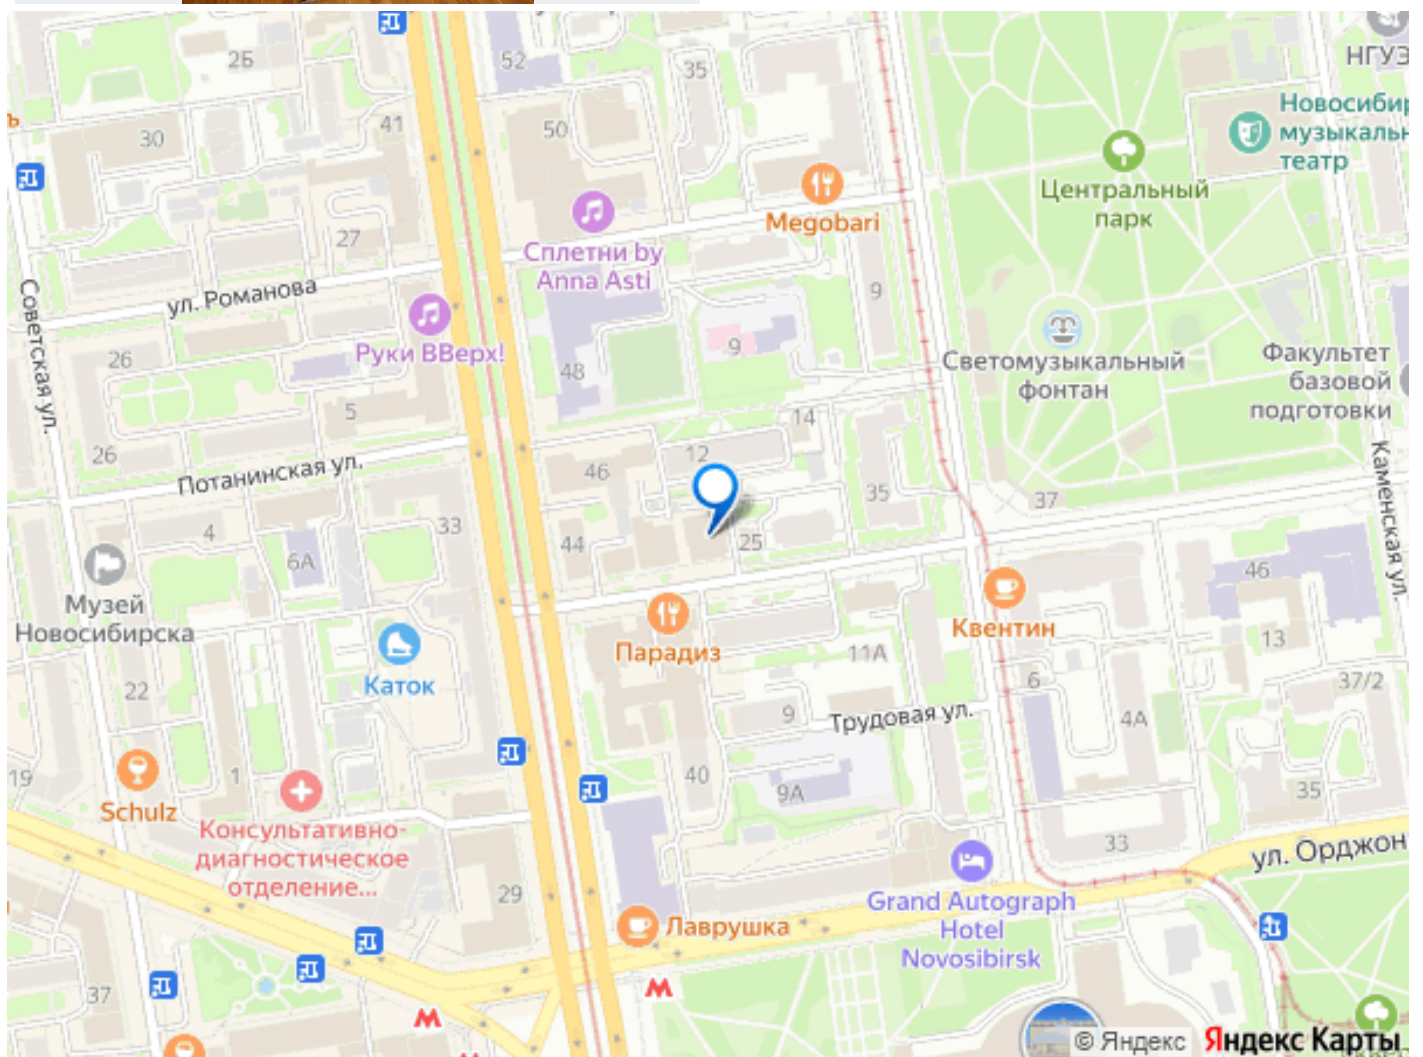 НГУЭ
25
52
35
Новосибир
музыкальн
театр
41
50
ъ
30
Центральный
парк
Megobari
27
Сплетни by
Anna Asti
ул. Романова
9
Советская ул.
Руки ВВерх!
9
26
48
Светомузыкальный
фонтан
Факультет
базовой
подготовки
5
14
26
12
Потанинская ул.
46
35
37
Каменская ул.
33
4
44
25
6А
46
Музей
Новосибирска
Квентин
Парадиз
11А
13
Каток
6
37/2
22
9
Трудовая ул.
4А
19
1
40
9А
35
Schulz
Консультативно-
диагностическое
отделение...
33
ул. Орджон
29
Grand Autograph
Hotel
Novosibirsk
Лаврушка
37
© Яндекс
Яндекс Карты